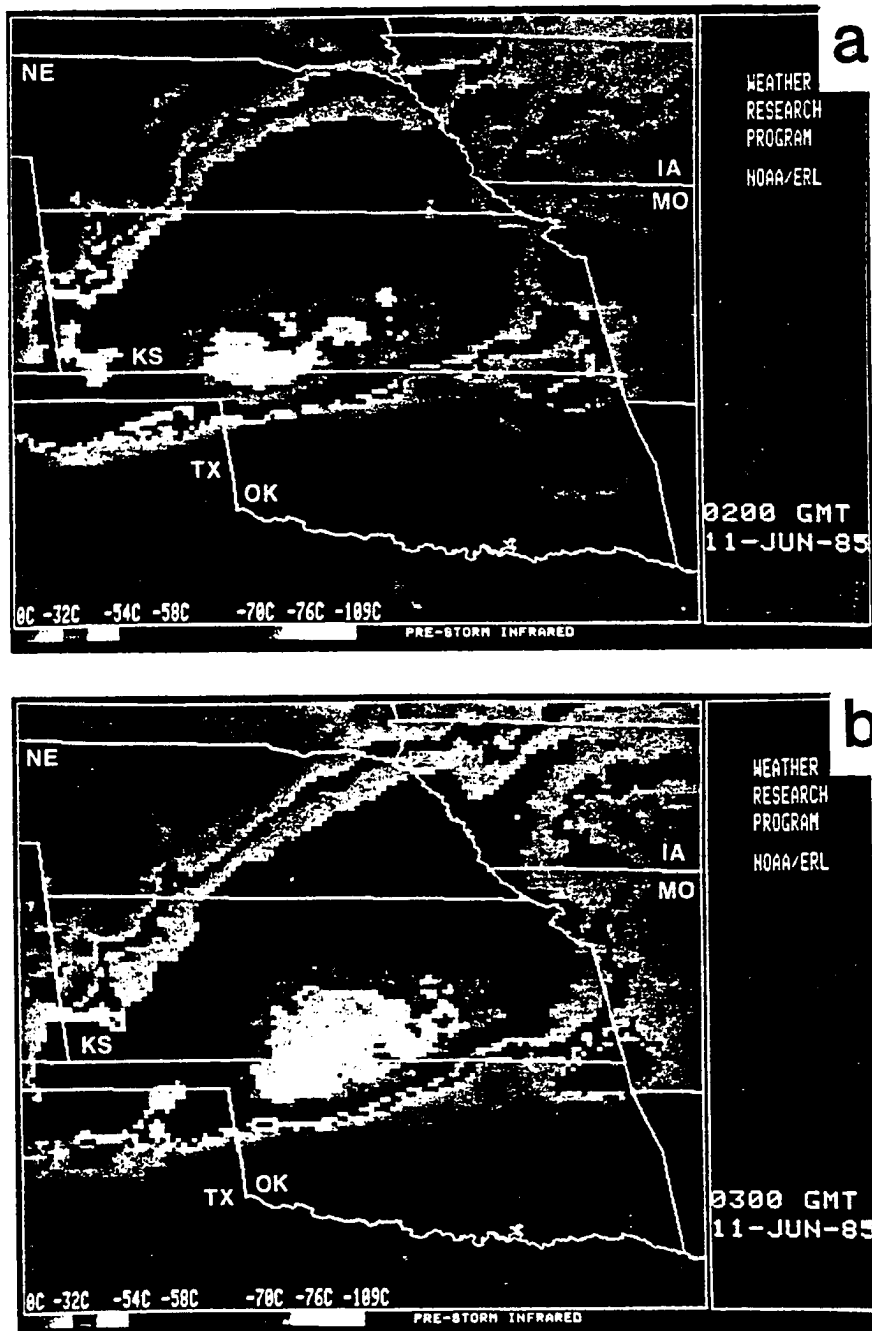 a
NE
WEATHER
RESEARCH
PROGRAM
NOAA/ERL
IA
MO
KS
TX
OK
0200 GMT
11-JUN-85
0C -32C -54C -58C -70C -76C -109C
PRE-STORM INFRARED
b
NE
WEATHER
RESEARCH
PROGRAM
NOAA/ERL
IA
MO
KS
OK
TX
0300 GMT
11-JUN-85
0C -32C -54C -58C -70C -76C -109C
PRE-STORM INFRARED